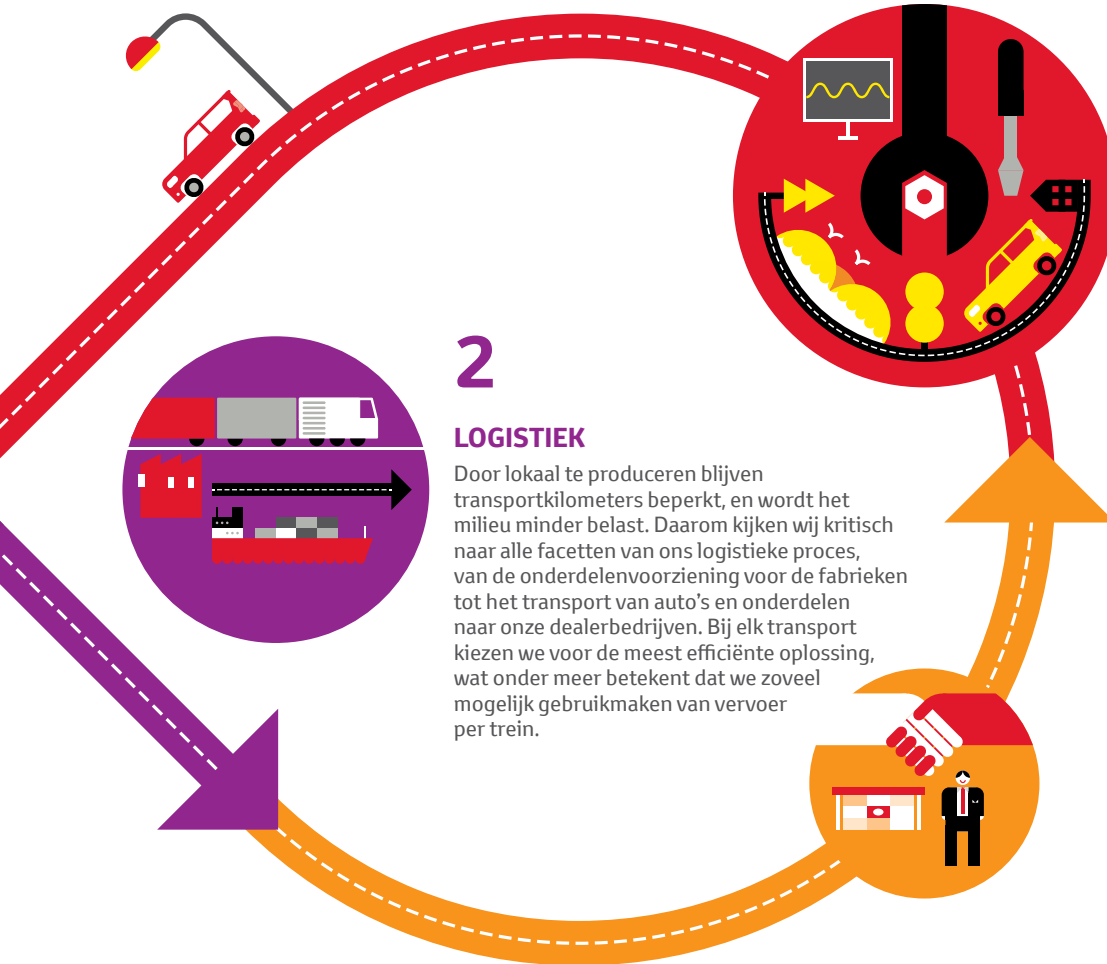 2
LOGISTIEK
Door lokaal te produceren blijven
transportkilometers beperkt, en wordt het
milieu minder belast. Daarom kijken wij kritisch
naar alle facetten van ons logistieke proces,
van de onderdelenvoorziening voor de fabrieken
tot het transport van auto's en onderdelen
naar onze dealerbedrijven. Bij elk transport
kiezen we voor de meest efficiënte oplossing,
wat onder meer betekent dat we zoveel
mogelijk gebruikmaken van vervoer
per trein.